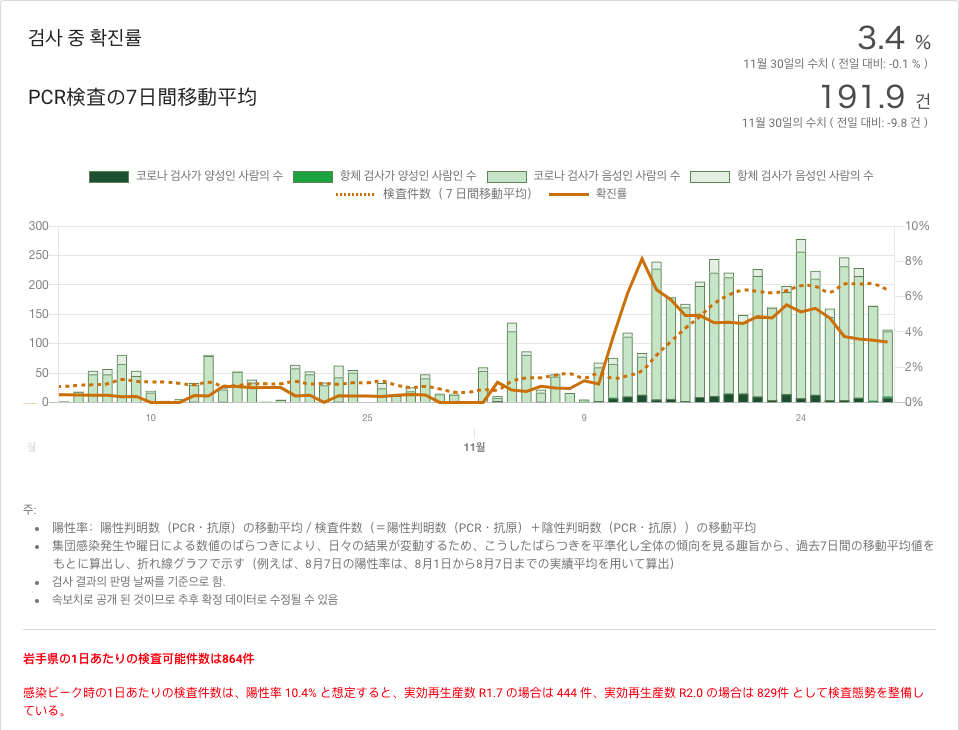 검사 중 확진률
3.4 %
11월 30일의 수치 ( 전일 대비: -0.1 % )
PCR検査の7日間移動平均
191.9 건
11월 30일의 수치 ( 전일 대비: -9.8 건 )
코로나 검사가 양성인 사람의 수 항체 검사가 양성인 사람인 수 코로나 검사가 음성인 사람의 수 항체 검사가 음성인 사람의 수
検査件数（７日間移動平均） 확진률
300 10%
250 8%
200 6%
150 4%
100 2%
50 0%
0
10 25 9 24
월 11월
주:
陽性率：陽性判明数（PCR・抗原）の移動平均 / 検査件数（＝陽性判明数（PCR・抗原）＋陰性判明数（PCR・抗原））の移動平均
集団感染発生や曜日による数値のばらつきにより、日々の結果が変動するため、こうしたばらつきを平準化し全体の傾向を見る趣旨から、過去7日間の移動平均値を
もとに算出し、折れ線グラフで示す（例えば、8月7日の陽性率は、8月1日から8月7日までの実績平均を用いて算出）
검사 결과의 판명 날짜를 기준으로 함.
속보치로 공개 된 것이므로 추후 확정 데이터로 수정될 수 있음
岩手県の1日あたりの検査可能件数は864件
感染ピーク時の1日あたりの検査件数は、陽性率 10.4% と想定すると、実効再生産数 R1.7 の場合は 444 件、実効再生産数 R2.0 の場合は 829件 として検査態勢を整備し
ている。